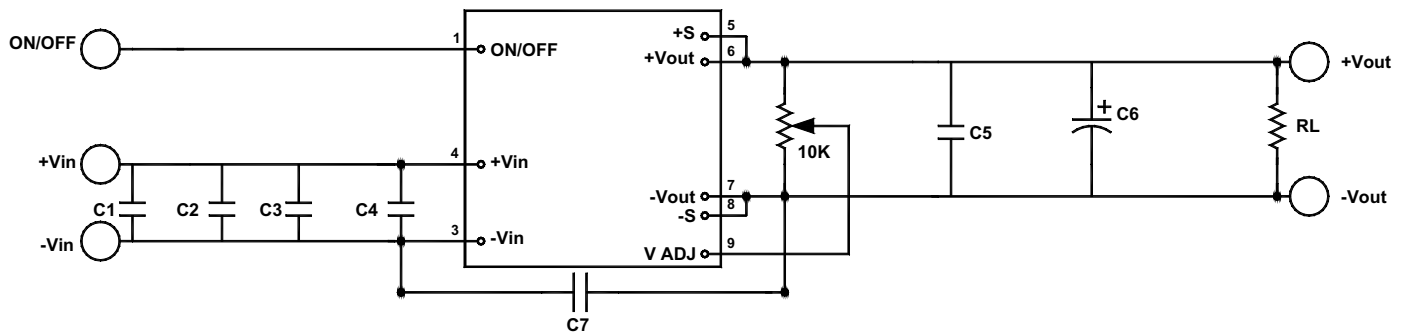 ON/OFF
1
ON/OFF
+S
5
+Vout
6
+Vout
C5
+
C6
RL
10K
+Vin
4
+Vin
C1
C2
C3
C4
-Vin
3
-Vin
-Vout
7
-Vout
-S
8
V ADJ
9
C7